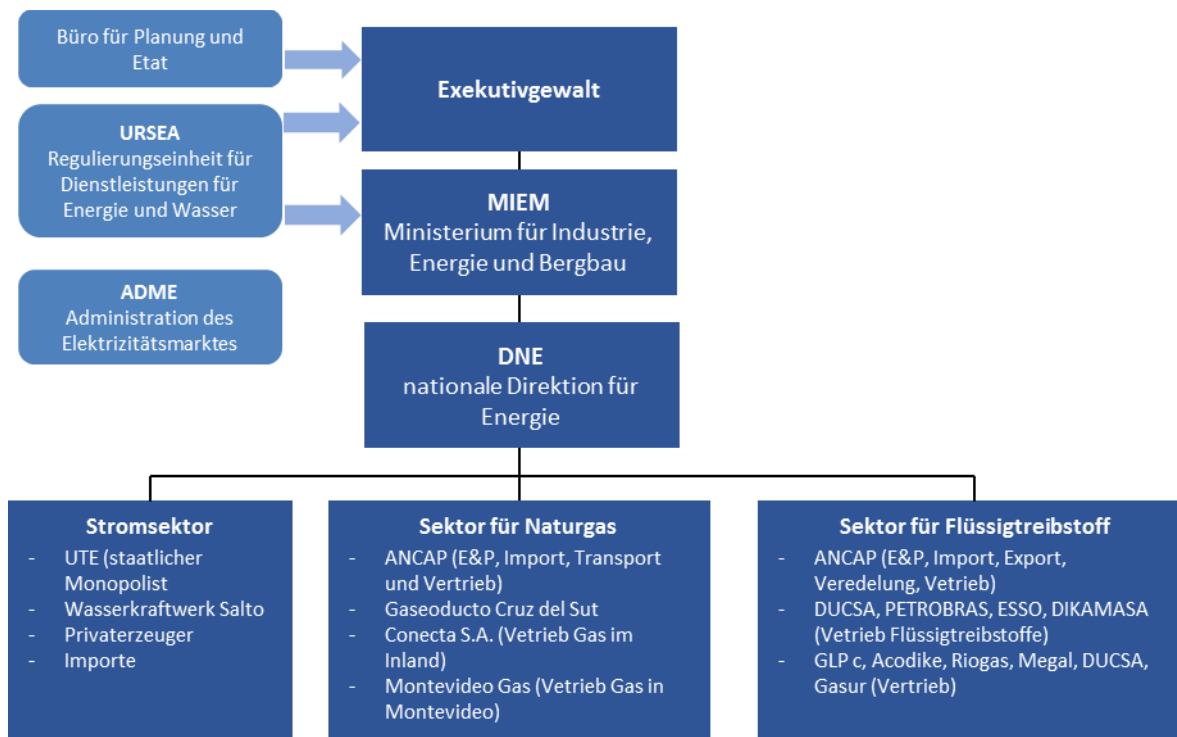 Büro für Planung und
Etat
URSEA
Regulierungseinheit für
Dienstleistungen für
Energie und Wasser
ADME
Administration des
Elektrizitätsmarktes
Exekutivgewalt
MIEM
Ministerium für Industrie,
Energie und Bergbau
DNE
nationale Direktion für
Energie
Stromsektor
- UTE (staatlicher
Monopolist
- Wasserkraftwerk Salto
- Privaterzeuger
- Importe
Sektor für Naturgas
- ANCAP (E&P, Import, Transport
und Vertrieb)
- Gaseoducto Cruz del Sut
- Conecta S.A. (Vetrieb Gas im
Inland)
- Montevideo Gas (Vetrieb Gas in
Montevideo)
Sektor für Flüssigtreibstoff
- ANCAP (E&P, Import, Export,
Veredelung, Vetrieb)
- DUCSA, PETROBRAS, ESSO, DIKAMASA
(Vetrieb Flüssigtreibstoffe)
- GLP c, Acodike, Riogas, Megal, DUCSA,
Gasur (Vertrieb)